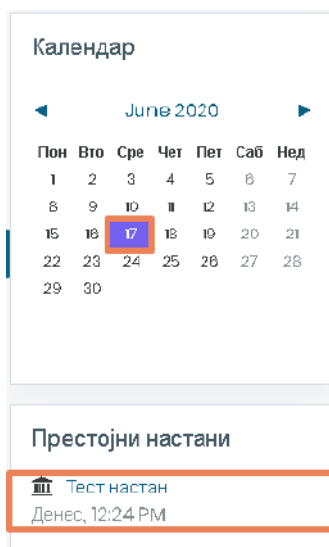 Календар
◄ June 2020 ►
Пон Вто Сре Чет Пет Саб Нед
1 2 3 4 5 6 7
8 9 10 11 12 13 14
15 16 17 18 19 20 21
22 23 24 25 26 27 28
29 30
Престојни настани
Тест настан
Денес, 12:24 PM